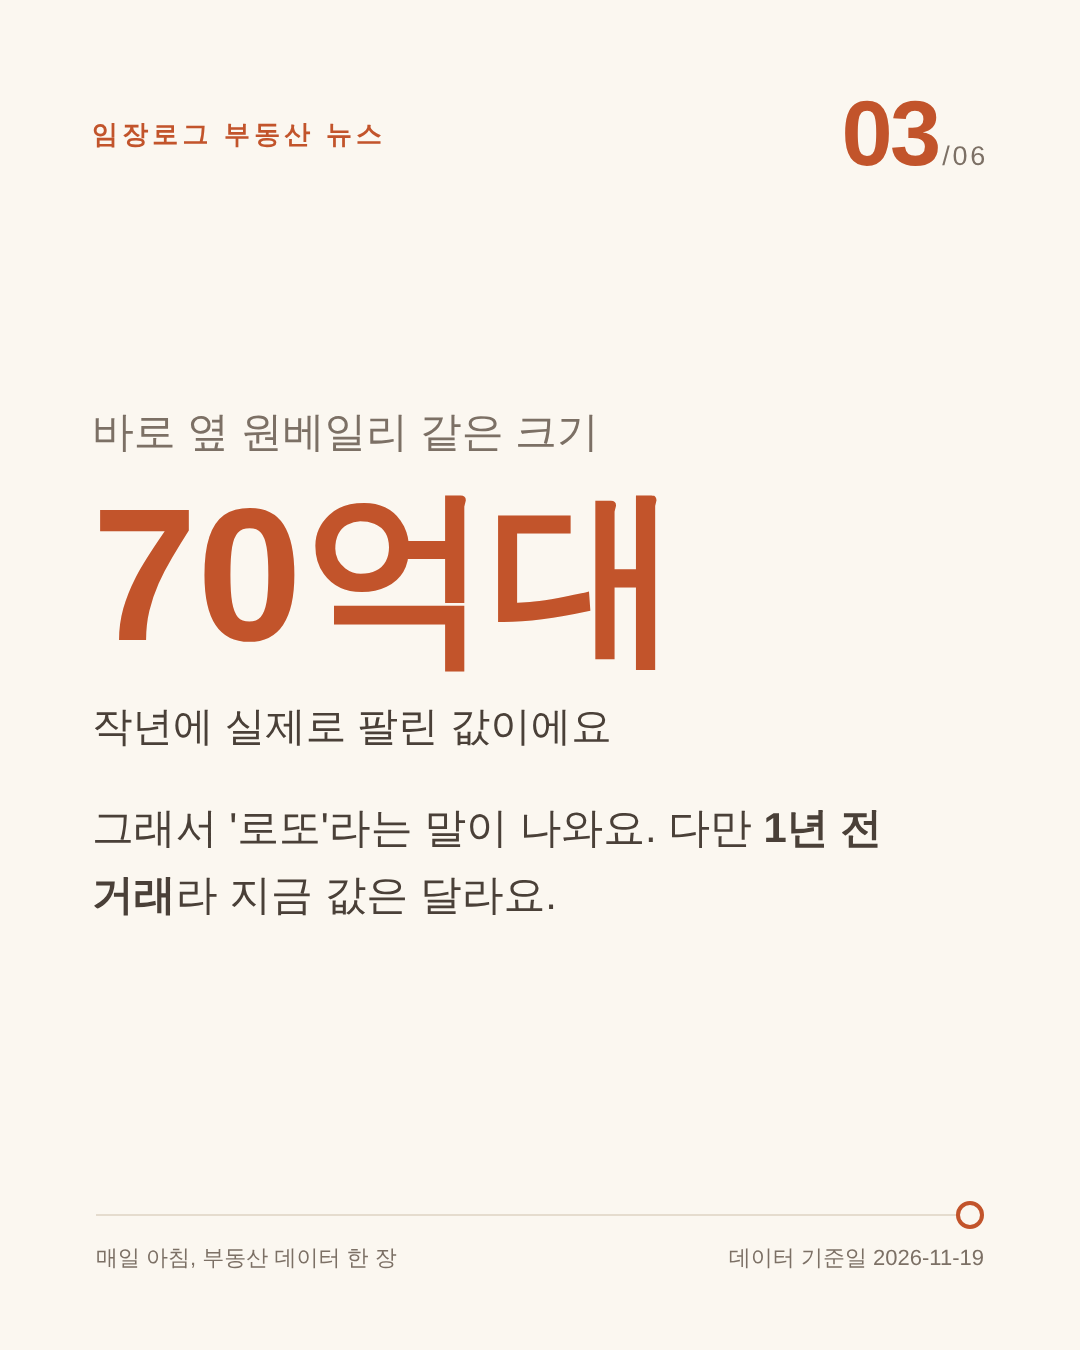 임장로그 부동산 뉴스
03/06
바로 옆 원베일리 같은 크기
70억대
작년에 실제로 팔린 값이에요
그래서 '로또'라는 말이 나와요. 다만 1년 전
거래라 지금 값은 달라요.
매일 아침, 부동산 데이터 한 장
데이터 기준일 2026-11-19